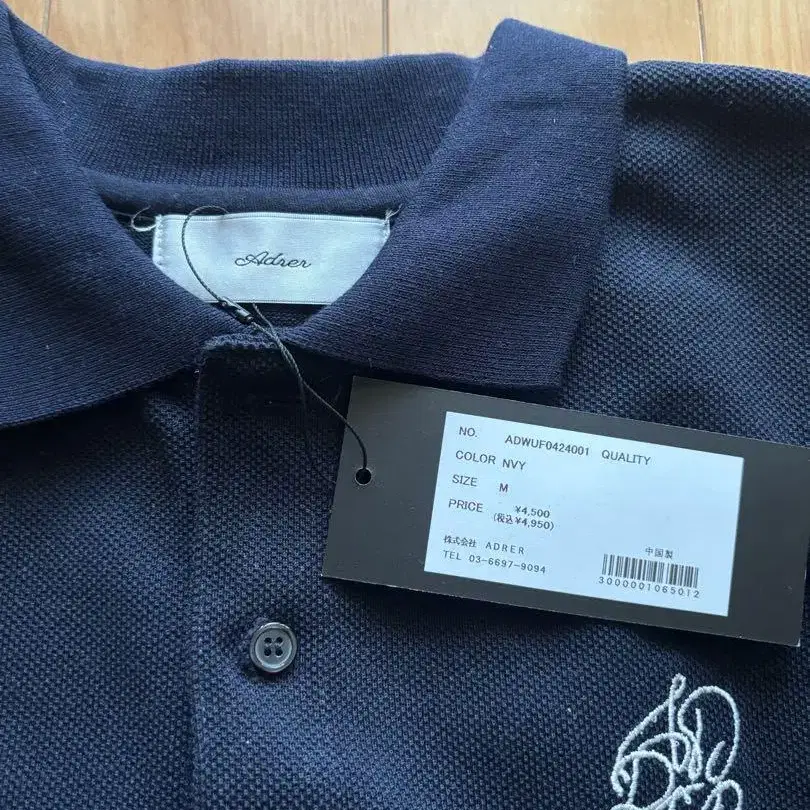 Adrer
NO. ADWUF0424001 QUALITY
COLOR NVY
SIZE M
PRICE ¥4,500
(税込¥4,950)
株式会社 ADRER
TEL 03-6697-9094
中国製
3000001065012